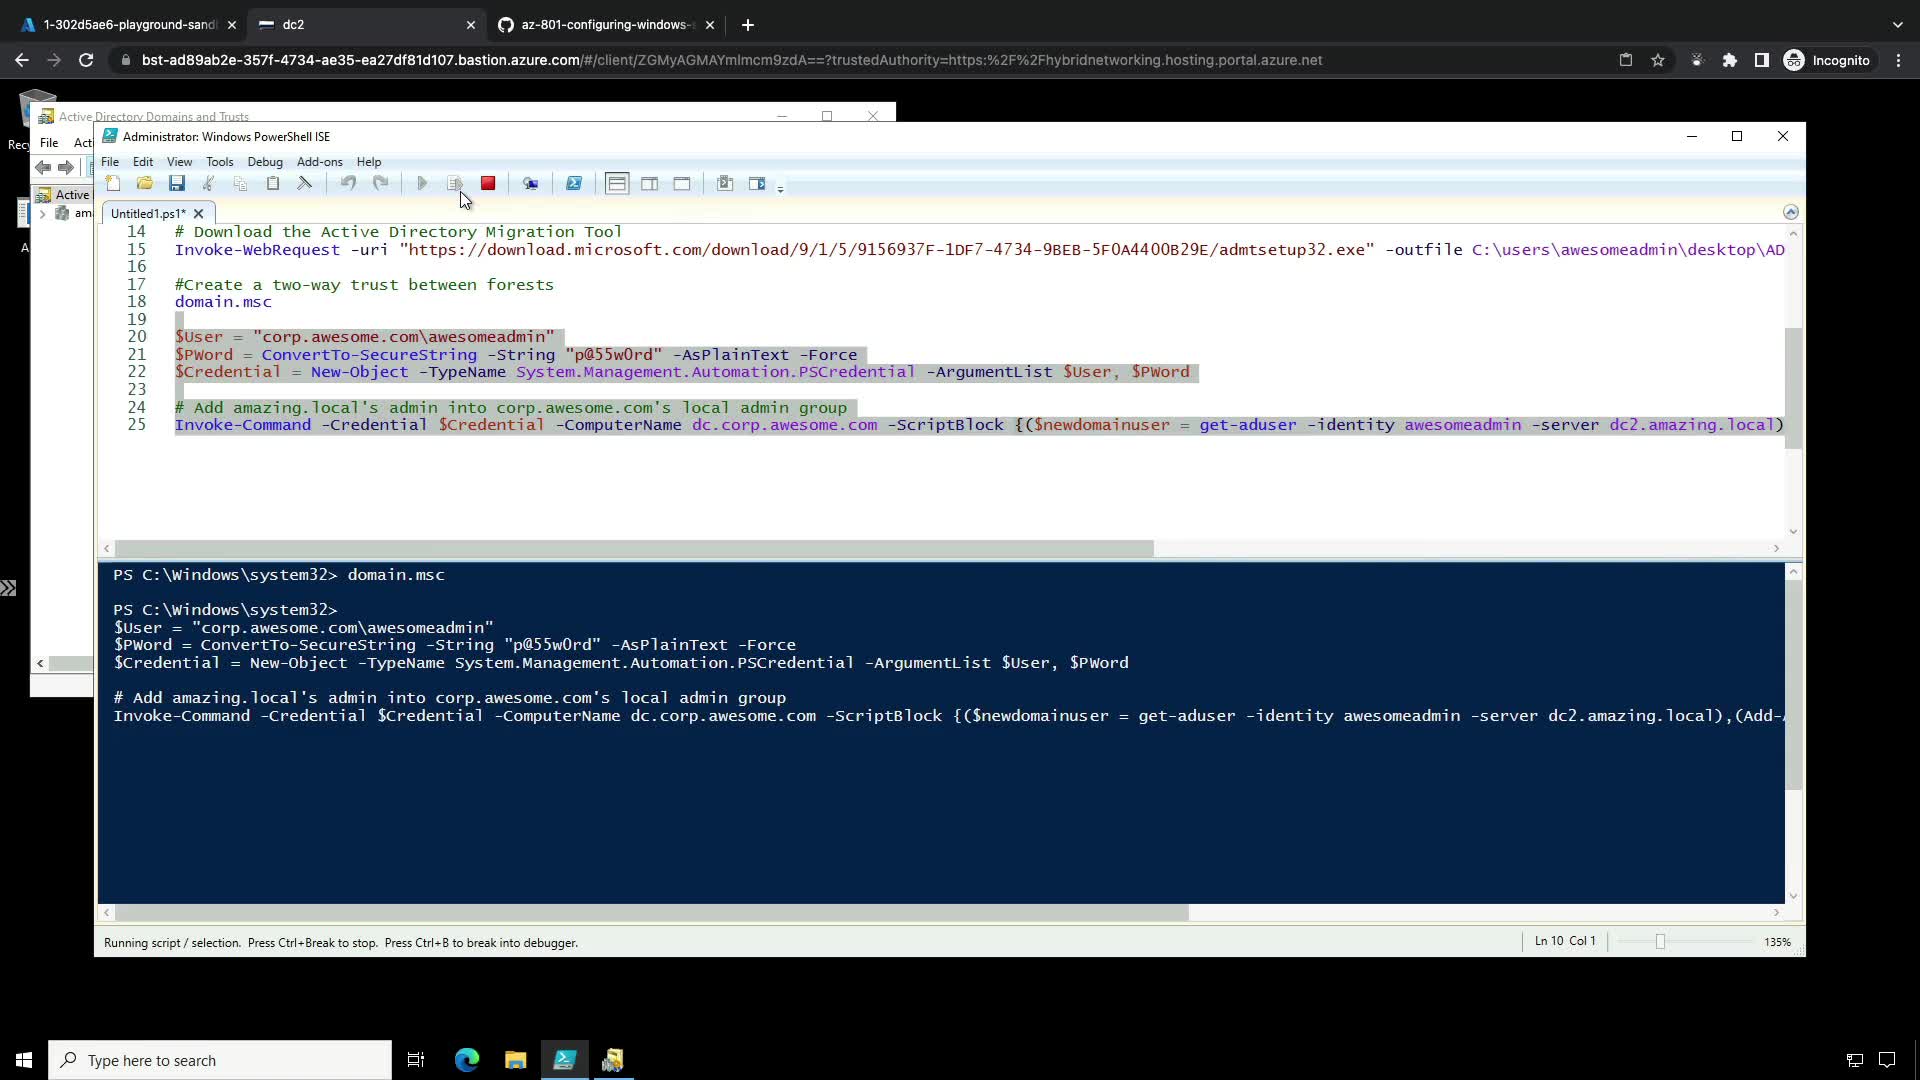 1-302d5ae6-playground-sand
dc2
az-801-configuring-windows-
bst-ad89ab2e-357f-4734-ae35-ea27df81d107.bastion.azure.com/#/client/ZGMyAGMAYmlmcm9zdA==?trustedAuthority=https:%2F%2Fhybridnetworking.hosting.portal.azure.net
Incognito
Active Directory Domains and Trusts
File
Active
Administrator: Windows PowerShell ISE
File Edit View Tools Debug Add-ons Help
Untitled1.ps1*
14 # Download the Active Directory Migration Tool
15 Invoke-WebRequest -uri "https://download.microsoft.com/download/9/1/5/9156937F-1DF7-4734-9BEB-5F0A4400B29E/admtsetup32.exe" -outfile C:\users\awesomeadmin\desktop\AD
16
17 #Create a two-way trust between forests
18 domain.msc
19
20 $User = "corp.awesome.com\awesomeadmin"
21 $PWord = ConvertTo-SecureString -String "p@55w0rd" -AsPlainText -Force
22 $Credential = New-Object -TypeName System.Management.Automation.PSCredential -ArgumentList $User, $PWord
23
24 # Add amazing.local's admin into corp.awesome.com's local admin group
25 Invoke-Command -Credential $Credential -ComputerName dc.corp.awesome.com -ScriptBlock {($newdomainuser = get-aduser -identity awesomeadmin -server dc2.amazing.local)
PS C:\Windows\system32> domain.msc
PS C:\Windows\system32>
$User = "corp.awesome.com\awesomeadmin"
$PWord = ConvertTo-SecureString -String "p@55w0rd" -AsPlainText -Force
$Credential = New-Object -TypeName System.Management.Automation.PSCredential -ArgumentList $User, $PWord
# Add amazing.local's admin into corp.awesome.com's local admin group
Invoke-Command -Credential $Credential -ComputerName dc.corp.awesome.com -ScriptBlock {($newdomainuser = get-aduser -identity awesomeadmin -server dc2.amazing.local),(Add-
Running script / selection. Press Ctrl+Break to stop. Press Ctrl+B to break into debugger.
Ln 10 Col 1
135%
Type here to search